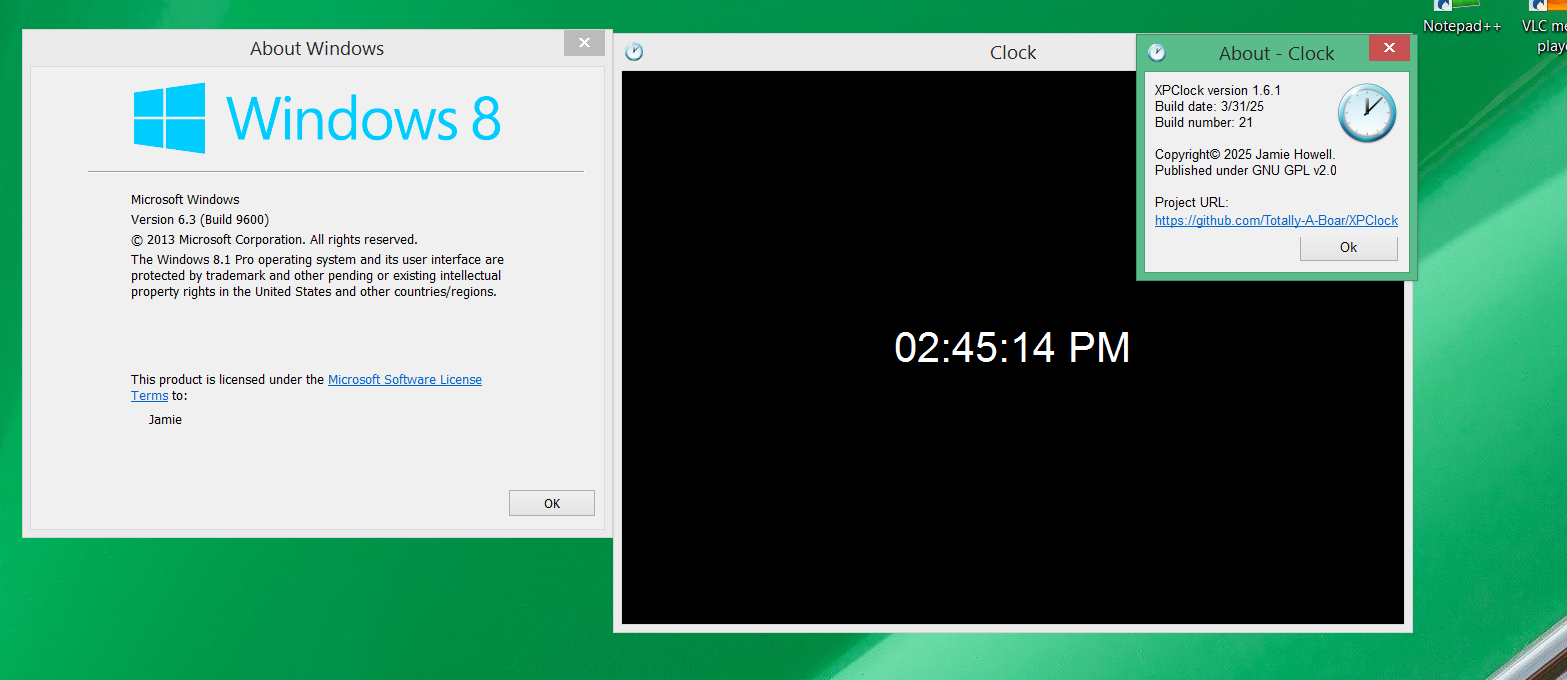 About Windows
Windows 8
Microsoft Windows
Version 6.3 (Build 9600)
© 2013 Microsoft Corporation. All rights reserved.
The Windows 8.1 Pro operating system and its user interface are
protected by trademark and other pending or existing intellectual
property rights in the United States and other countries/regions.
This product is licensed under the Microsoft Software License
Terms to:
Jamie
OK
Clock
02:45:14 PM
About - Clock
XPClock version 1.6.1
Build date: 3/31/25
Build number: 21
Copyright© 2025 Jamie Howell.
Published under GNU GPL v2.0
Project URL:
https://github.com/Totally-A-Boar/XPClock
Ok
Notepad++
VLC